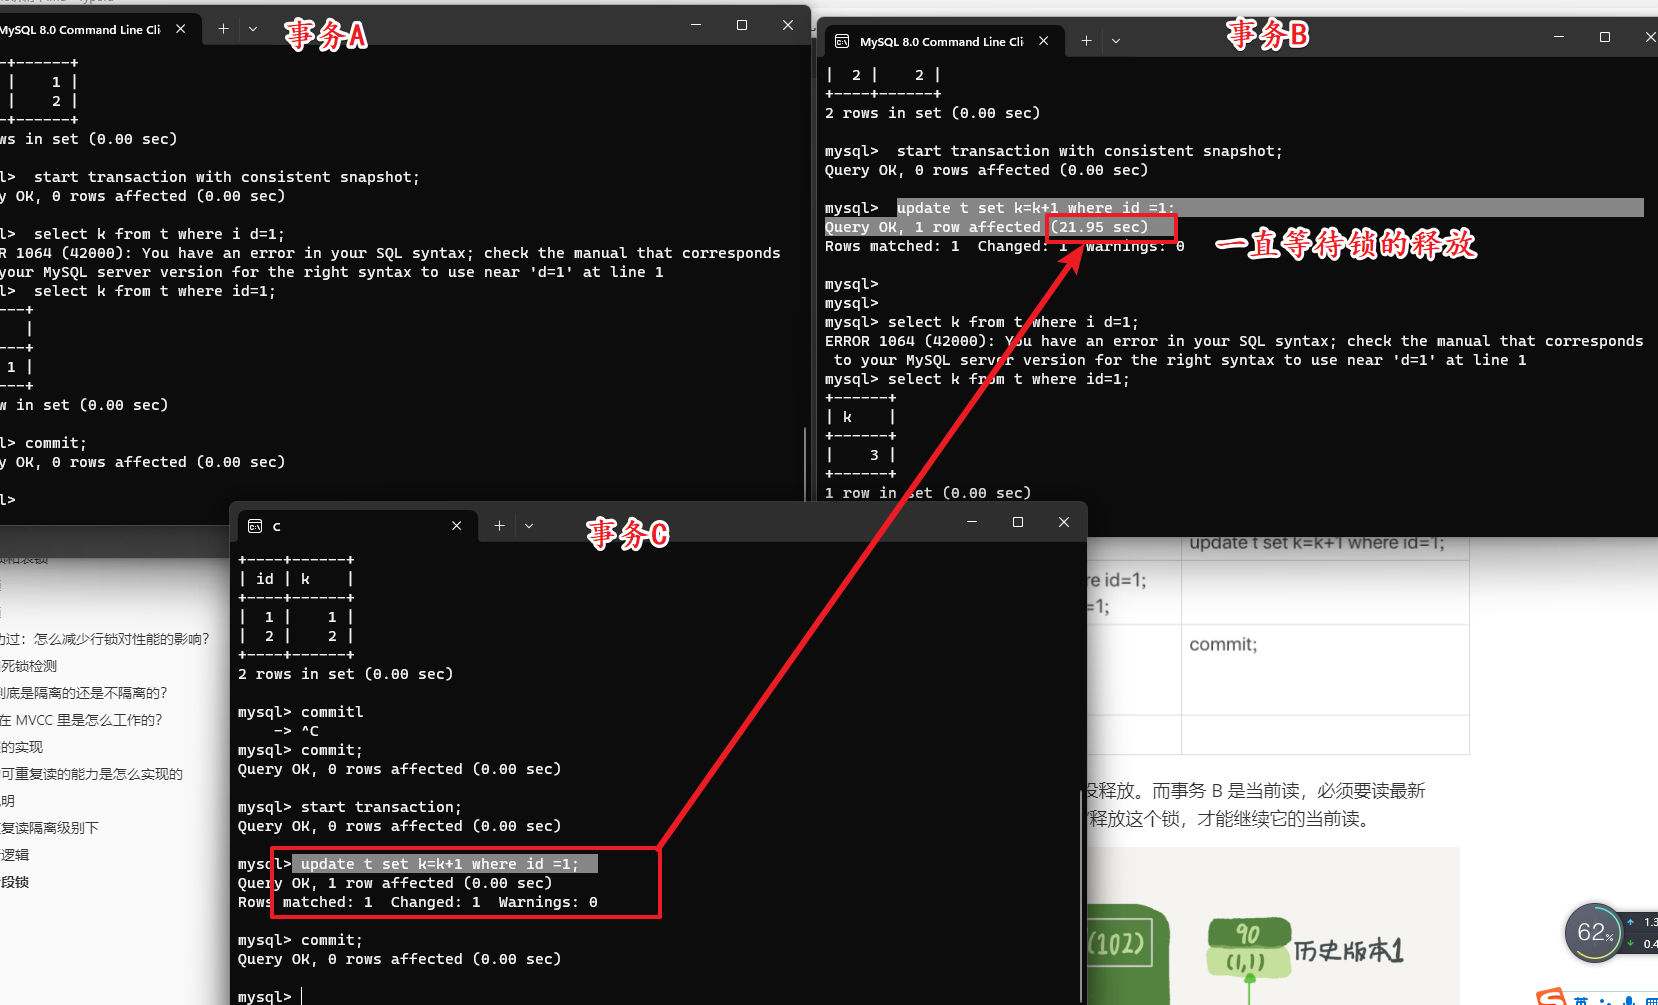 MySQL 8.0 Command Line Cli
事务A
| 1 |
| 2 |
ws in set (0.00 sec)
l> start transaction with consistent snapshot;
y OK, 0 rows affected (0.00 sec)
l> select k from t where i d=1;
R 1064 (42000): You have an error in your SQL syntax; check the manual that corresponds
your MySQL server version for the right syntax to use near 'd=1' at line 1
l> select k from t where id=1;
---+
|
---+
1 |
---+
w in set (0.00 sec)
l> commit;
y OK, 0 rows affected (0.00 sec)
l>
MySQL 8.0 Command Line Cli
事务B
| 2 | 2 |
+----+------+
2 rows in set (0.00 sec)
mysql> start transaction with consistent snapshot;
Query OK, 0 rows affected (0.00 sec)
mysql> update t set k=k+1 where id =1;
Query OK, 1 row affected (21.95 sec)
Rows matched: 1 Changed: 1 Warnings: 0
一直等待锁的释放
mysql>
mysql>
mysql> select k from t where i d=1;
ERROR 1064 (42000): You have an error in your SQL syntax; check the manual that corresponds
to your MySQL server version for the right syntax to use near 'd=1' at line 1
mysql> select k from t where id=1;
+------+
| k |
+------+
| 3 |
+------+
1 row in set (0.00 sec)
C
事务C
+----+------+
| id | k |
+----+------+
| 1 | 1 |
| 2 | 2 |
+----+------+
2 rows in set (0.00 sec)
mysql> commitl
-> ^C
mysql> commit;
Query OK, 0 rows affected (0.00 sec)
mysql> start transaction;
Query OK, 0 rows affected (0.00 sec)
mysql> update t set k=k+1 where id =1;
Query OK, 1 row affected (0.00 sec)
Rows matched: 1 Changed: 1 Warnings: 0
mysql> commit;
Query OK, 0 rows affected (0.00 sec)
mysql>
功过：怎么减少行锁对性能的影响？
死锁检测
到底是隔离的还是不隔离的？
在 MVCC 里是怎么工作的？
的实现
可重复读的能力是怎么实现的
明
复读隔离级别下
逻辑
段锁
update t set k=k+1 where id=1;
re id=1;
=1;
commit;
没释放。而事务 B 是当前读，必须要读最新
释放这个锁，才能继续它的当前读。
(102)
90
(1,1)
历史版本1
62%
1.3
0.4
英